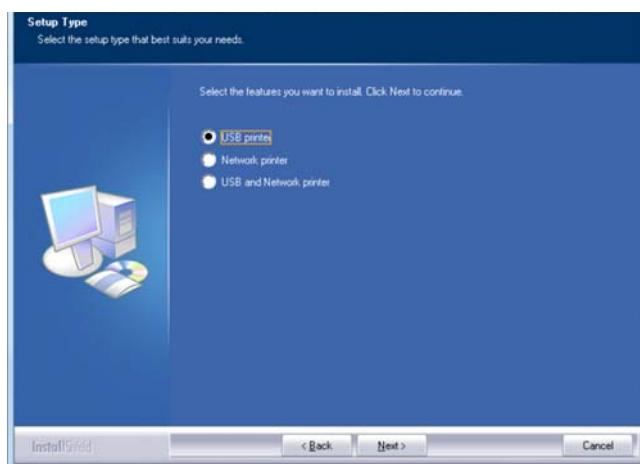 Setup Type
Select the setup type that best suits your needs.
Select the features you want to install. Click Next to continue.
USB printer
Network printer
USB and Network printer
InstallShield
< Back
Next >
Cancel